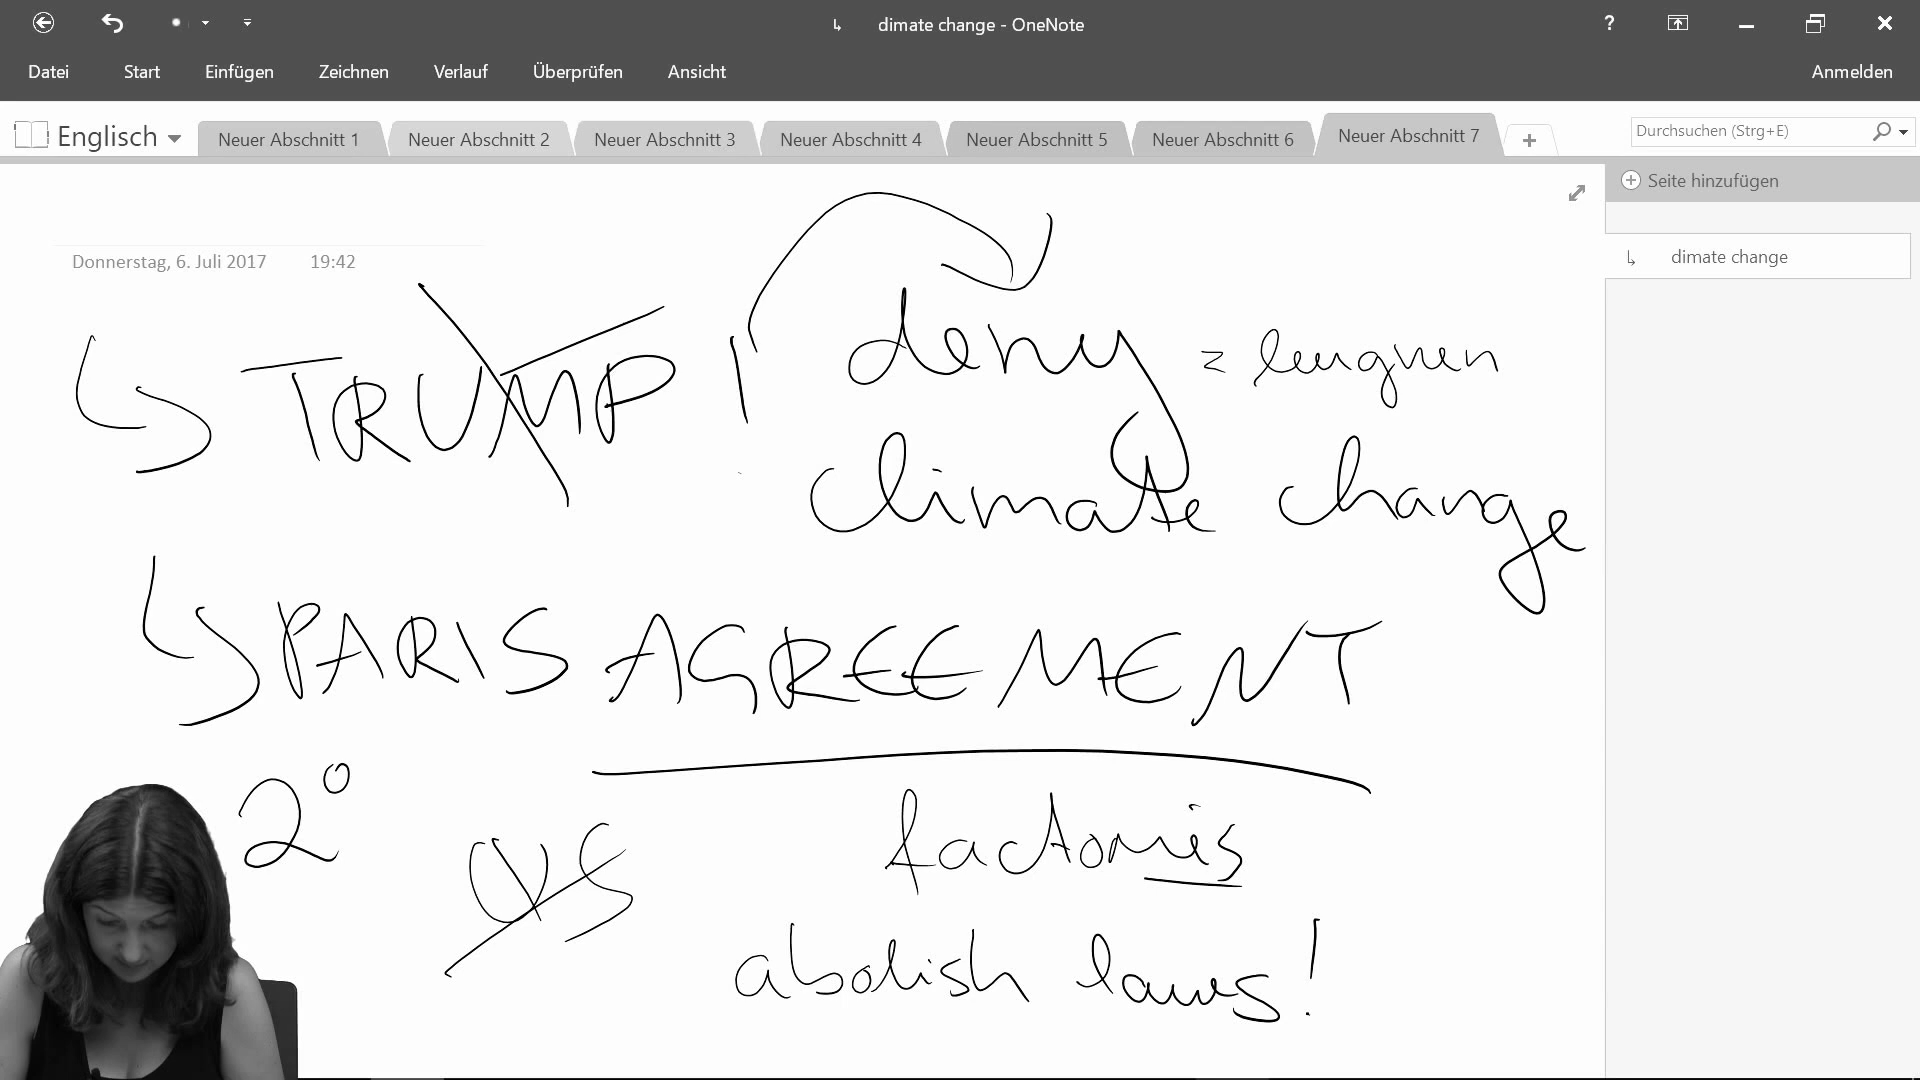 dimate change - OneNote
?
Datei Start Einfügen Zeichnen Verlauf Überprüfen Ansicht Anmelden
Englisch Neuer Abschnitt 1 Neuer Abschnitt 2 Neuer Abschnitt 3 Neuer Abschnitt 4 Neuer Abschnitt 5 Neuer Abschnitt 6 Neuer Abschnitt 7 Durchsuchen (Strg+E)
Seite hinzufügen
dimate change
Donnerstag, 6. Juli 2017 19:42
TRUMP ! deny = leugnen
climate change
PARIS AGREEMENT
2°
US
factories
abolish laws!